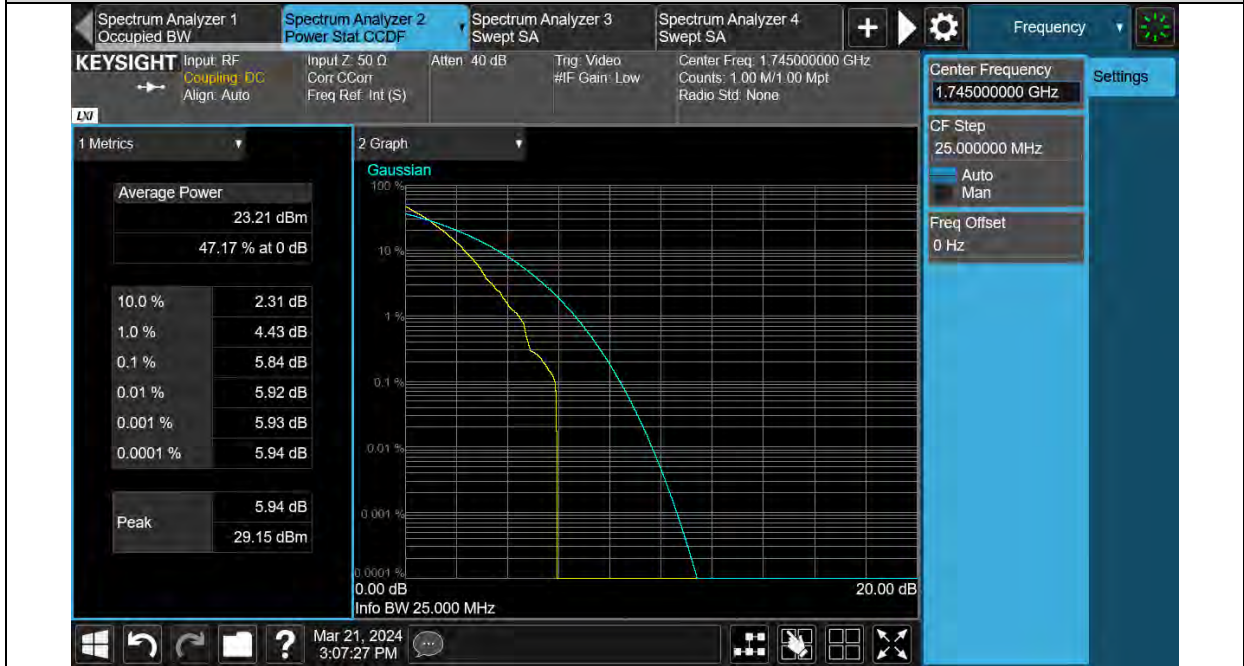 Spectrum Analyzer 1
Occupied BW
Spectrum Analyzer 2
Power Stat CCDF
Spectrum Analyzer 3
Swept SA
Spectrum Analyzer 4
Swept SA
+
Frequency
KEYSIGHT
LXI
Input: RF
Coupling: DC
Align: Auto
Input Z: 50 Ω
Corr CCorr
Freq Ref: Int (S)
Atten: 40 dB
Trig: Video
#IF Gain: Low
Center Freq: 1.745000000 GHz
Counts: 1.00 M/1.00 Mpt
Radio Std: None
Center Frequency
1.745000000 GHz
Settings
CF Step
25.000000 MHz
Auto
Man
Freq Offset
0 Hz
1 Metrics
Average Power
23.21 dBm
47.17 % at 0 dB
10.0 % 2.31 dB
1.0 % 4.43 dB
0.1 % 5.84 dB
0.01 % 5.92 dB
0.001 % 5.93 dB
0.0001 % 5.94 dB
Peak
5.94 dB
29.15 dBm
2 Graph
Gaussian
100 %
10 %
1 %
0.1 %
0.01 %
0.001 %
0.0001 %
0.00 dB
20.00 dB
Info BW 25.000 MHz
?
Mar 21, 2024
3:07:27 PM